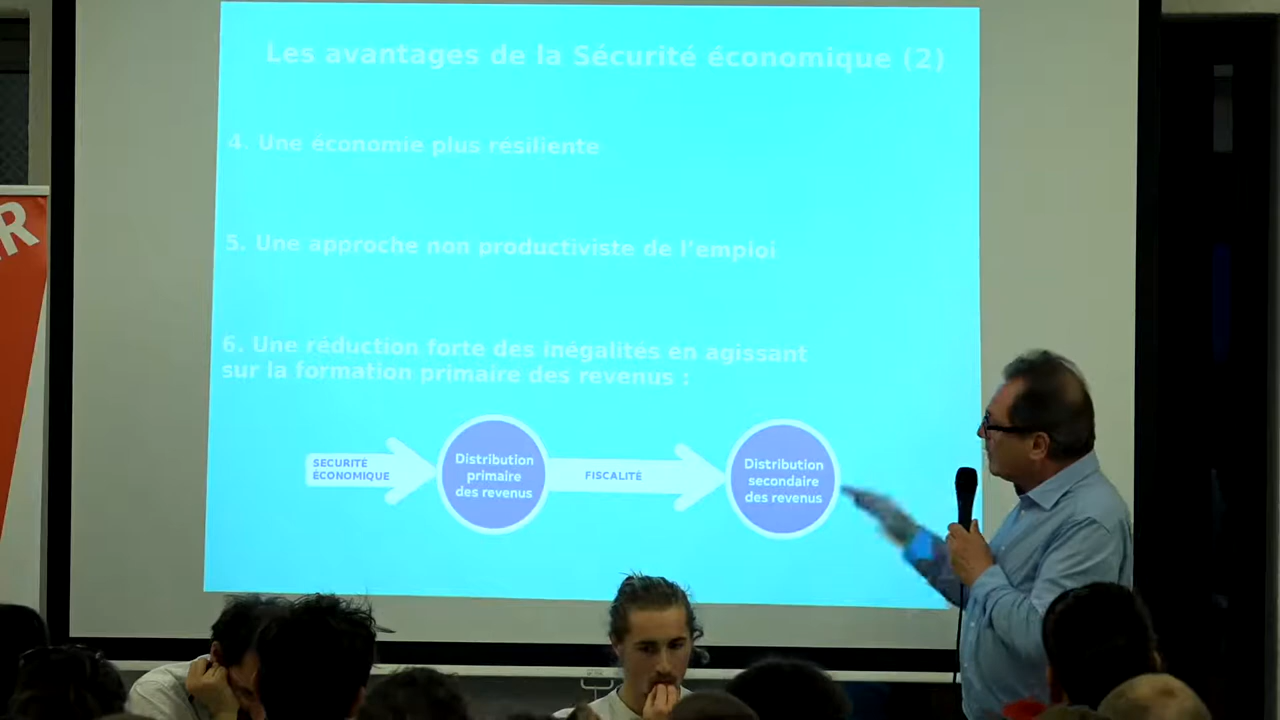 Les avantages de la Sécurité économique (2)
4. Une économie plus résiliente
5. Une approche non productiviste de l'emploi
6. Une réduction forte des inégalités en agissant
sur la formation primaire des revenus :
SECURITÉ
ÉCONOMIQUE
Distribution
primaire
des revenus
FISCALITÉ
Distribution
secondaire
des revenus
R